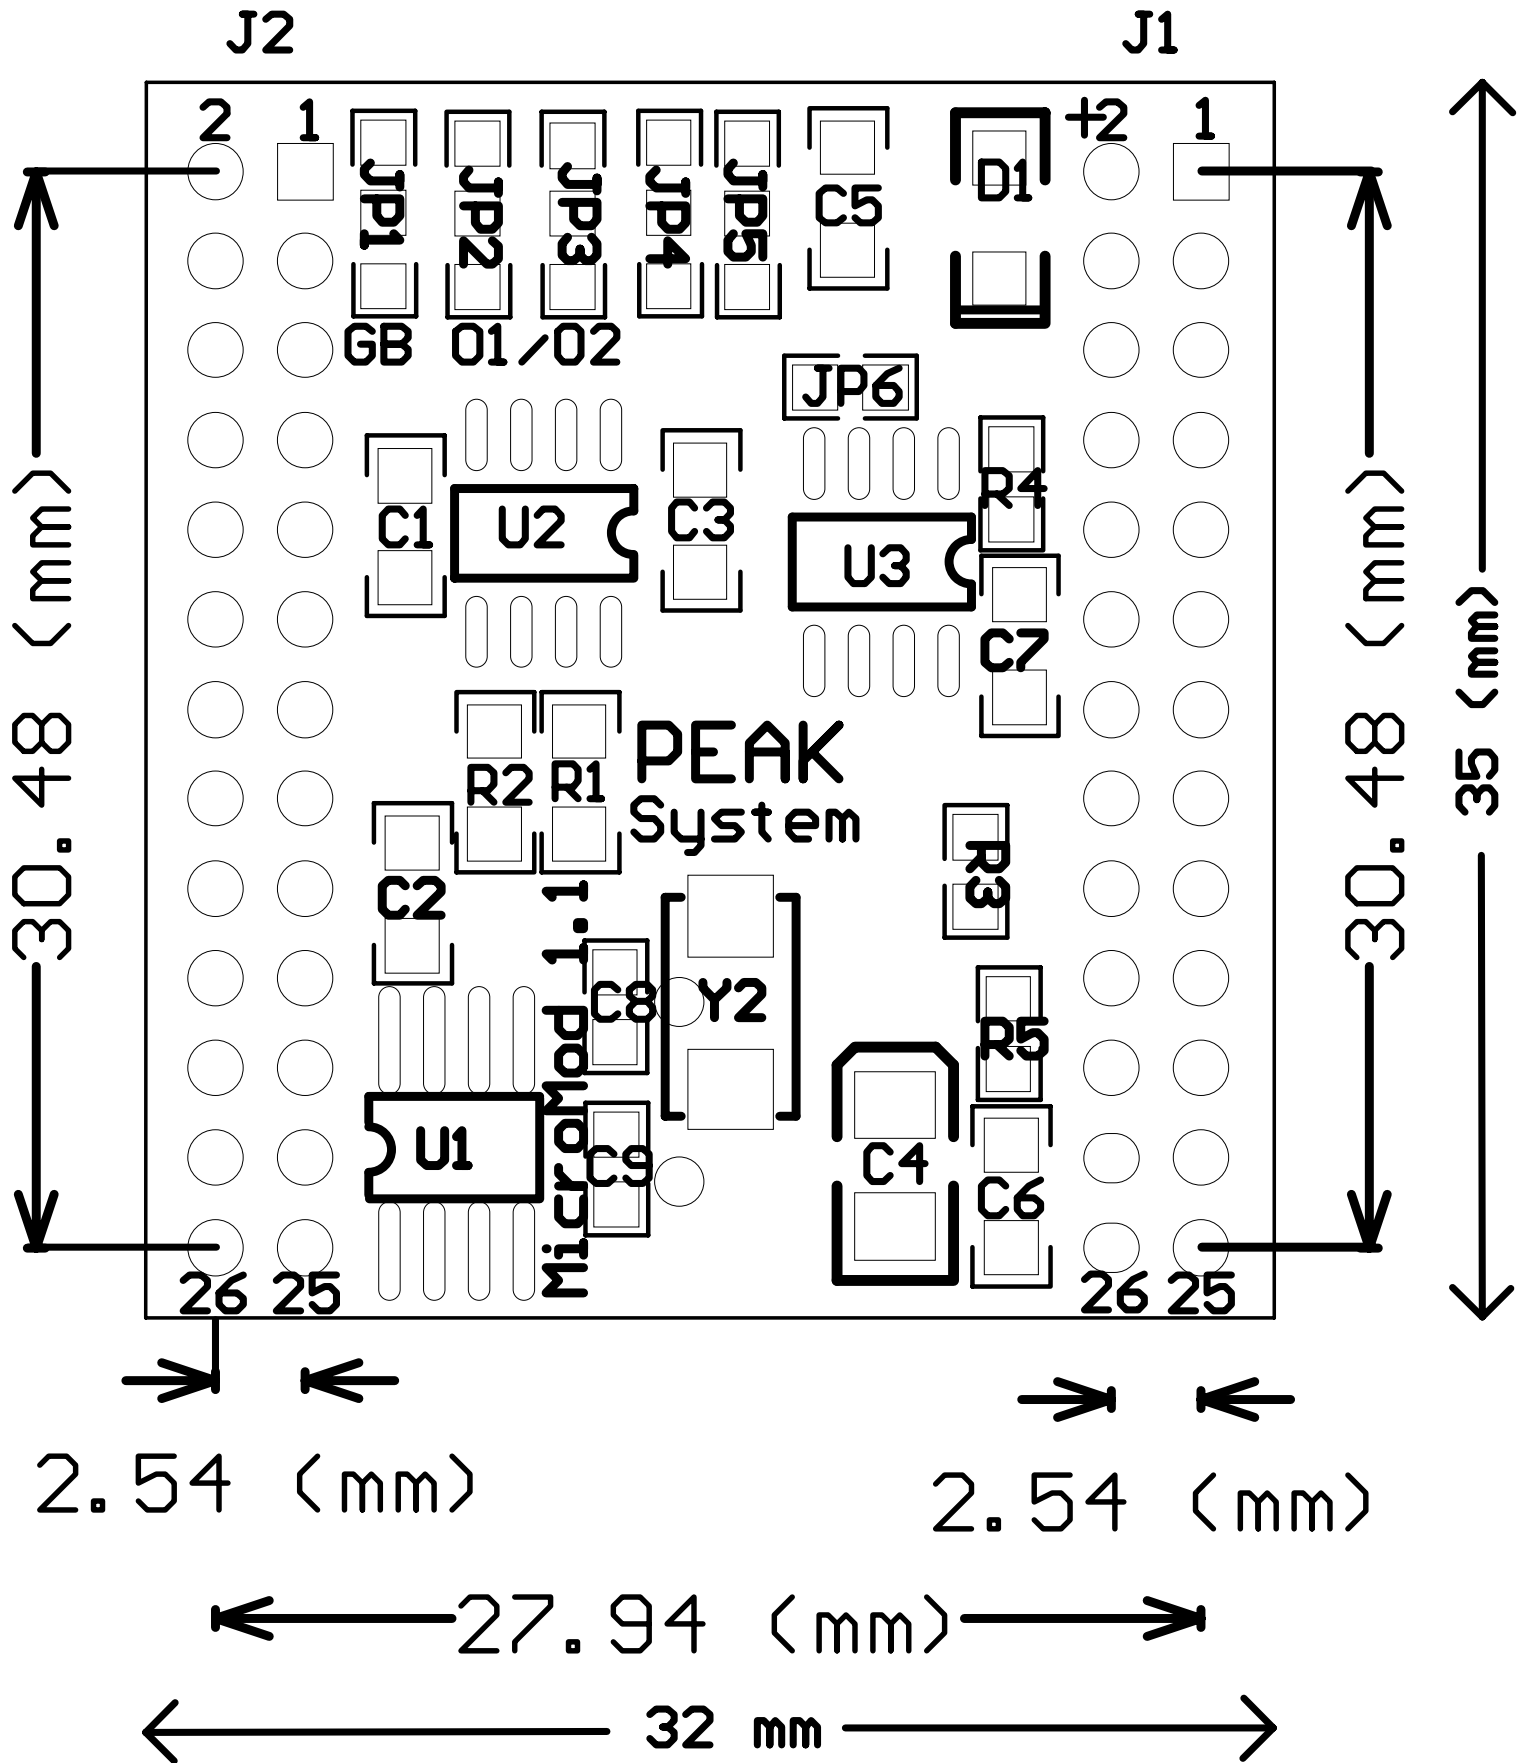 J2 J1
2 1 +2 1
JP1 JP2 JP3 JP4 JP5 C5 D1
GB O1/O2
JP6
C1 U2 C3 U3 R4
C7
30.48 (mm)
30.48 (mm)
35 (mm)
R2 R1
PEAK
System
C2 R3
MicroMod 1.1
C8 Y2 R5
U1 C9 C4 C6
26 25 26 25
2.54 (mm)
2.54 (mm)
27.94 (mm)
32 mm